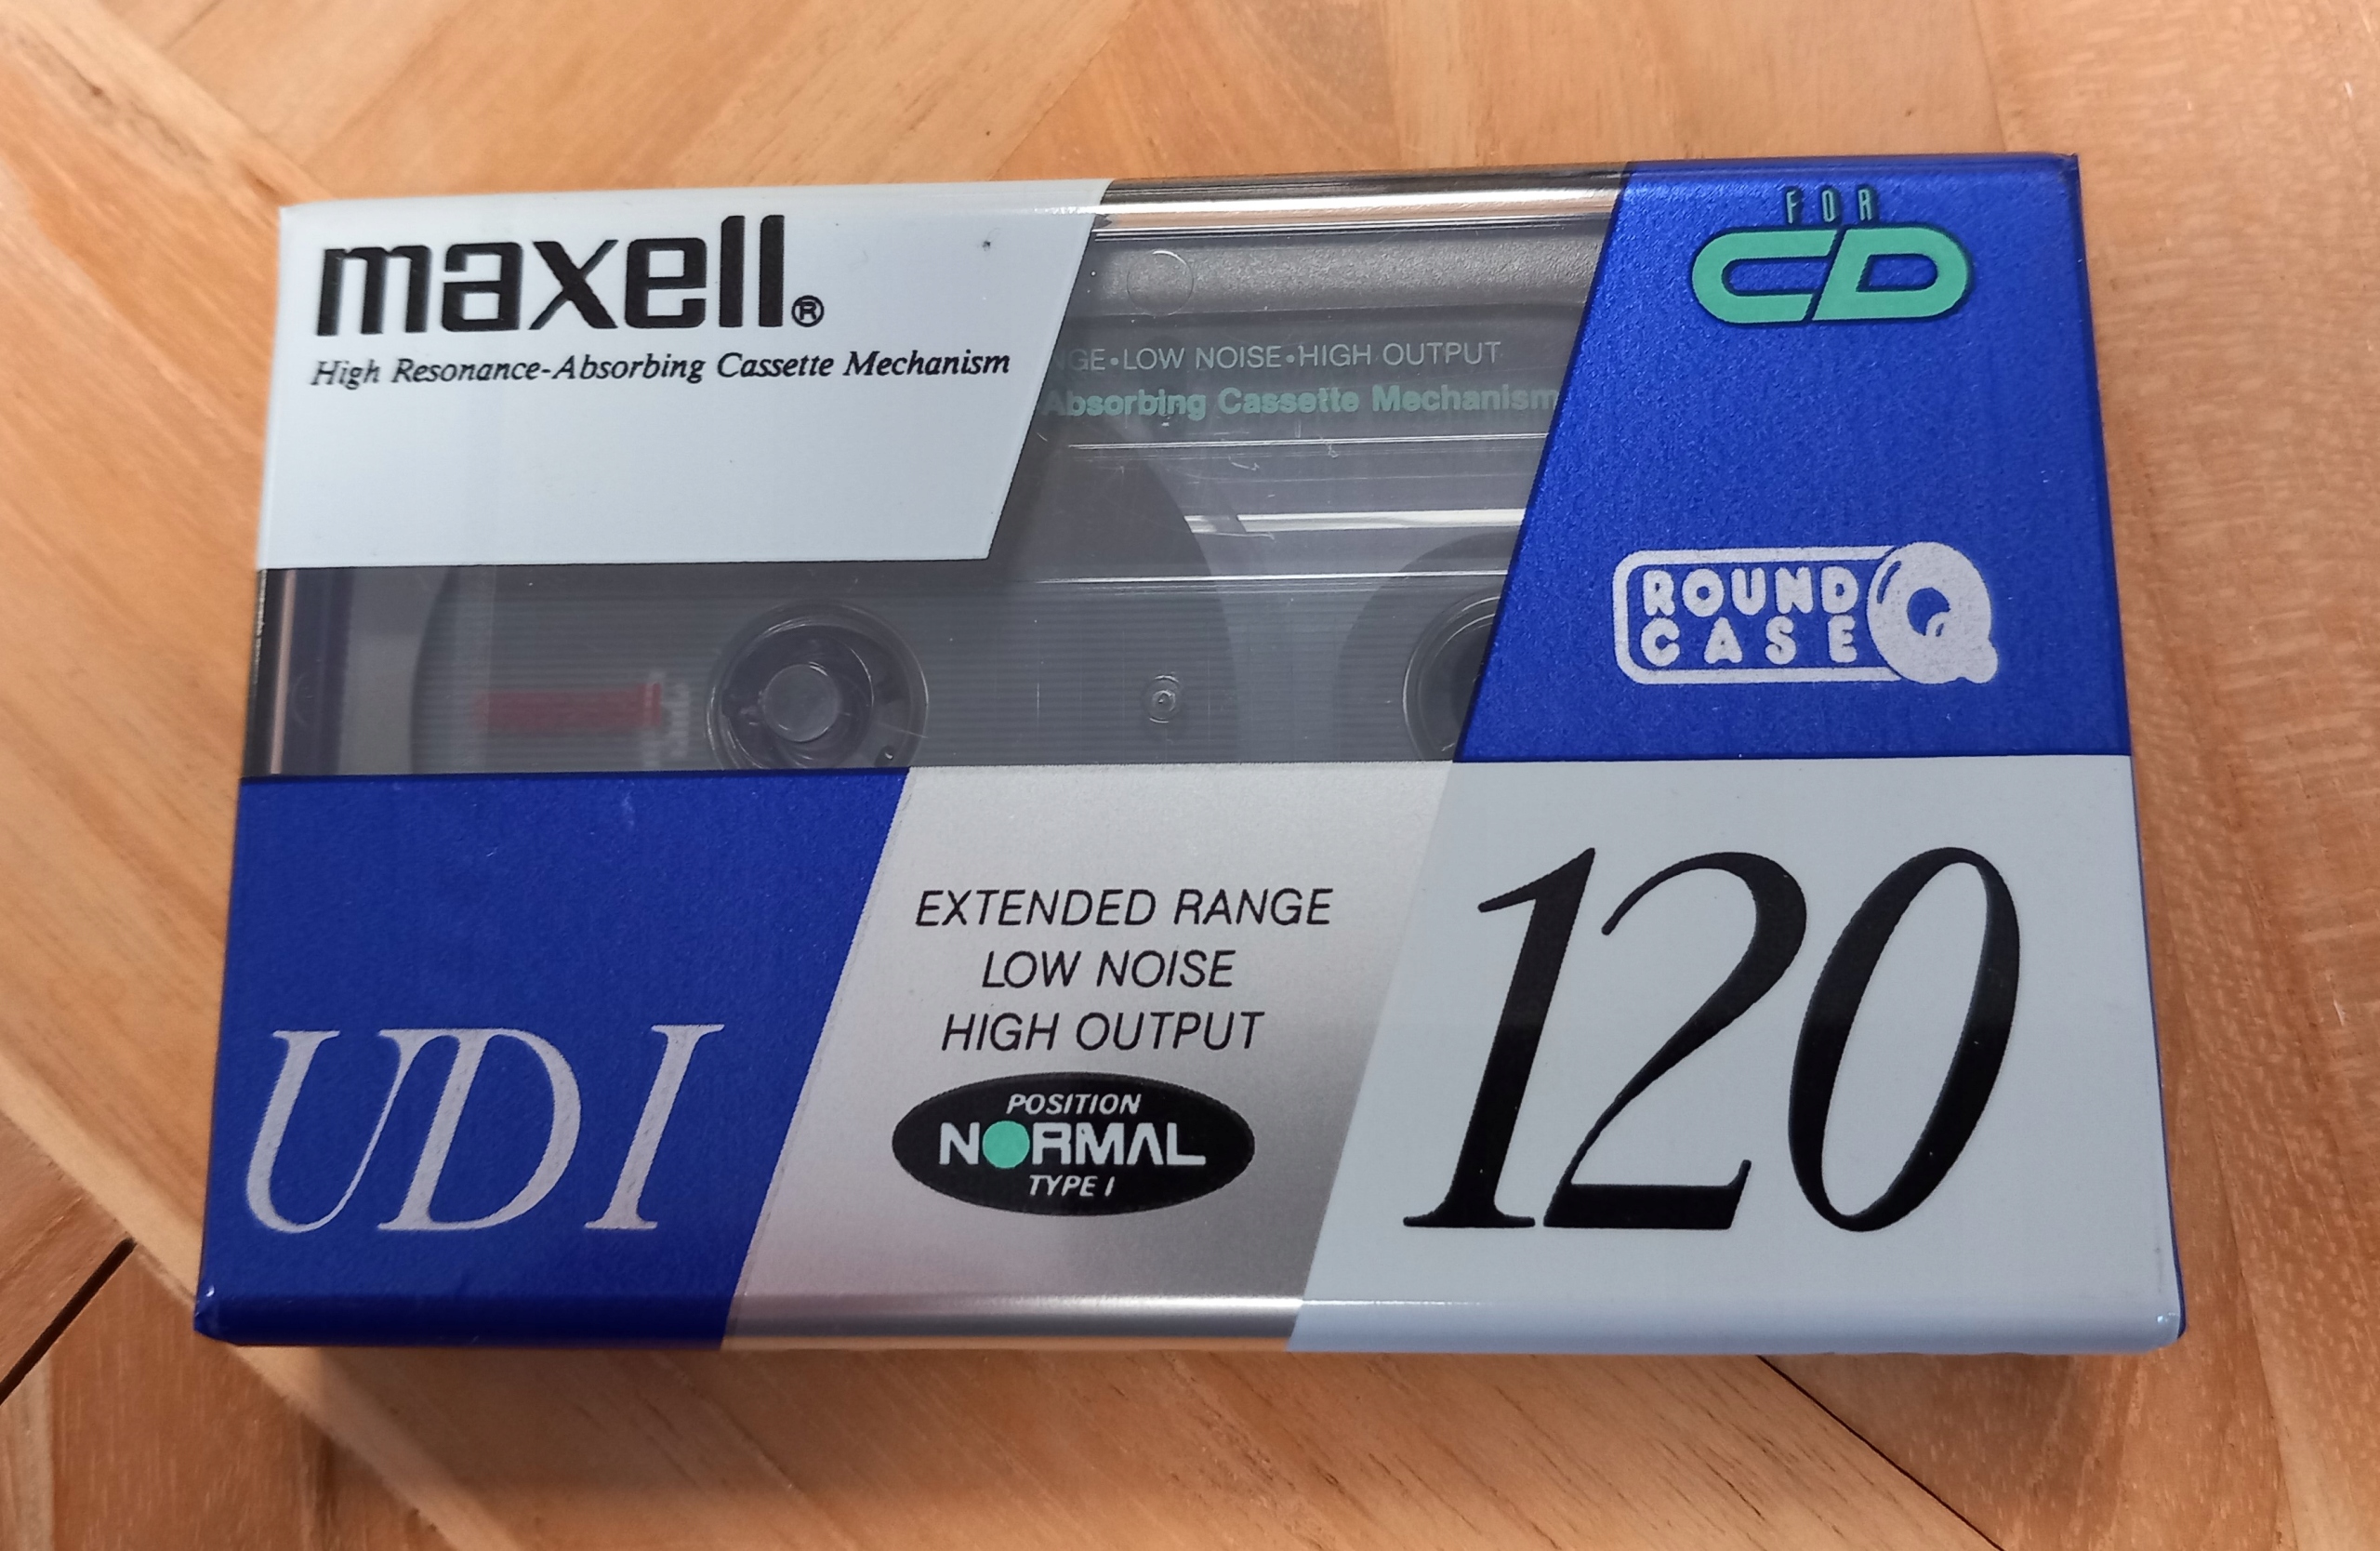 maxell®
High Resonance-Absorbing Cassette Mechanism
FOR
CD
•LOW NOISE•HIGH OUTPUT
Absorbing Cassette Mechanism
ROUND
CASE
EXTENDED RANGE
LOW NOISE
HIGH OUTPUT
UD I
POSITION
NORMAL
TYPE I
120